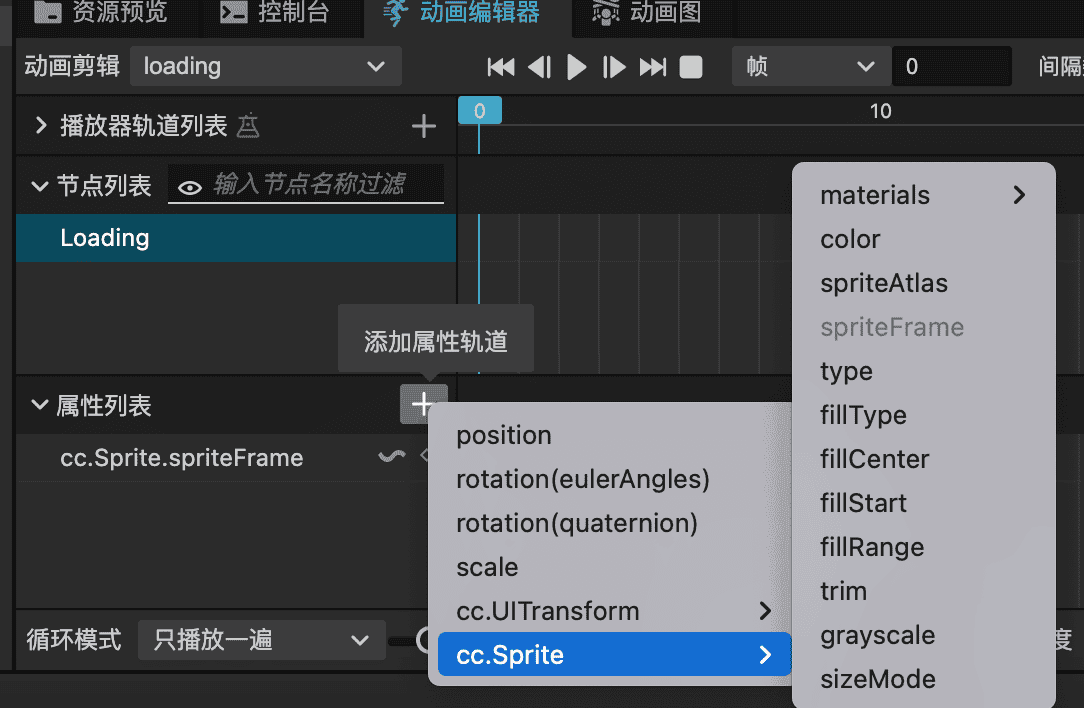 资源预览 控制台 动画编辑器 动画图
动画剪辑 loading 帧 0 间隔
播放器轨道列表 0 10
节点列表 输入节点名称过滤
Loading
添加属性轨道
属性列表
cc.Sprite.spriteFrame
循环模式 只播放一遍 度
position
rotation(eulerAngles)
rotation(quaternion)
scale
cc.UITransform
cc.Sprite
materials
color
spriteAtlas
spriteFrame
type
fillType
fillCenter
fillStart
fillRange
trim
grayscale
sizeMode